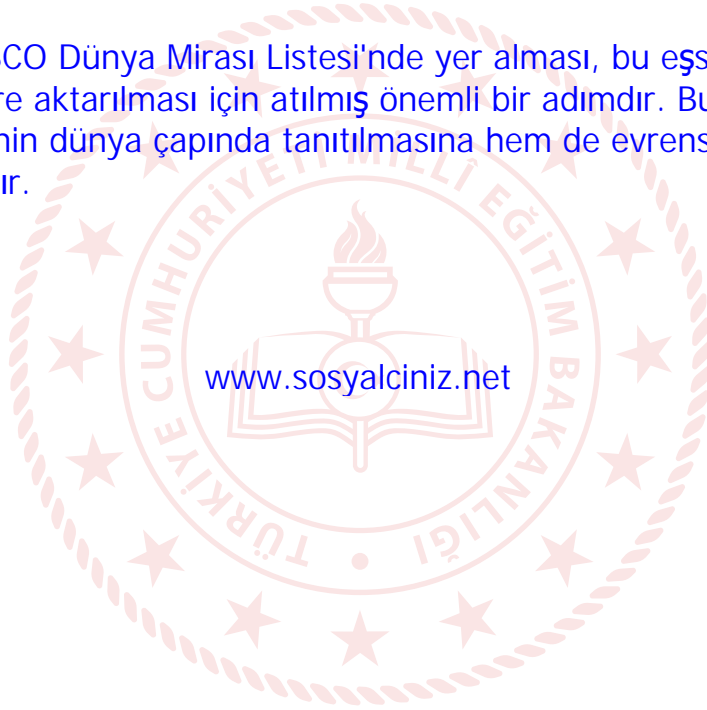 SCO Dünya Mirası Listesi'nde yer alması, bu eşs
re aktarılması için atılmış önemli bir adımdır. Bu
nin dünya çapında tanıtılmasına hem de evrens
ır.
www.sosyalciniz.net
TÜRKİYE CUMHURİYETİ MİLLÎ EĞİTİM BAKANLIĞI